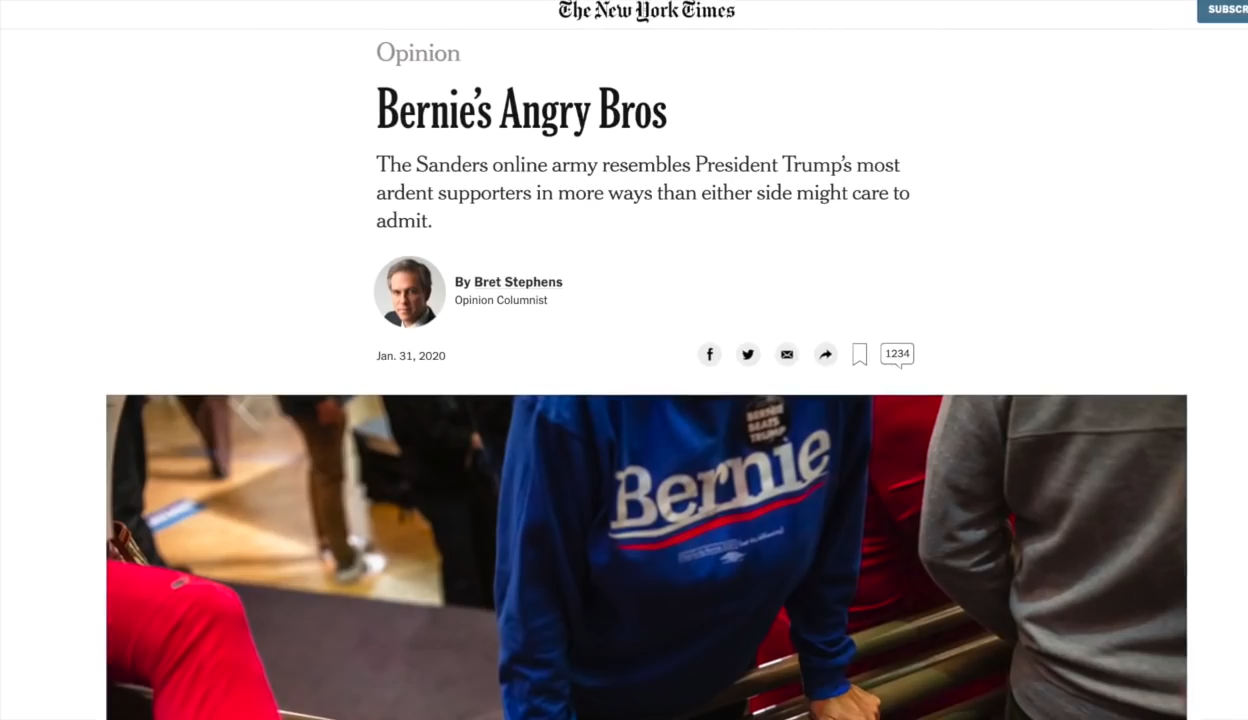 The New York Times
SUBSCR
Opinion
Bernie's Angry Bros
The Sanders online army resembles President Trump's most
ardent supporters in more ways than either side might care to
admit.
By Bret Stephens
Opinion Columnist
Jan. 31, 2020
1234
BERNIE
BEATS
TRUMP
Bernie